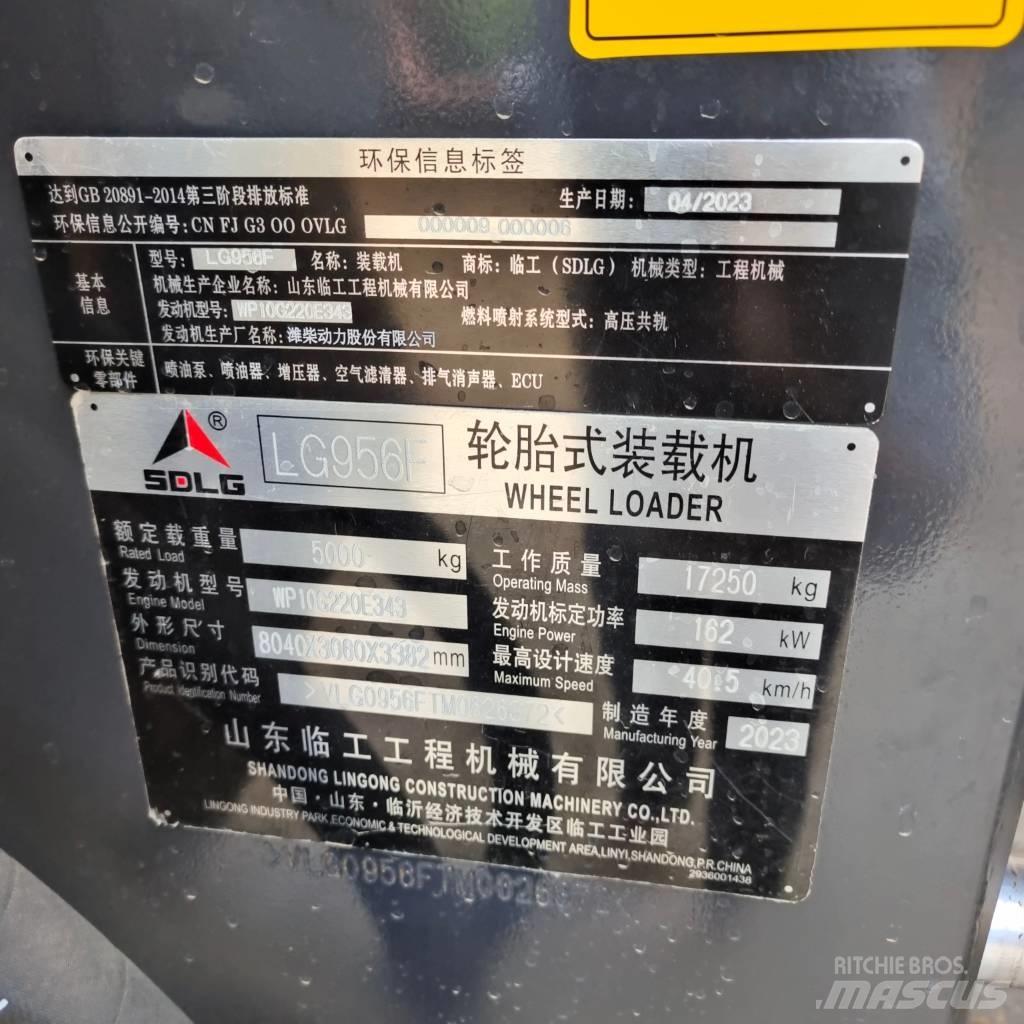 环保信息标签
达到GB 20891-2014第三阶段排放标准 生产日期: 04/2023
环保信息公开编号: CN FJ G3 OO OVLG 000009 000006
基本信息
型号: LG956F 名称: 装载机 商标: 临工(SDLG) 机械类型: 工程机械
机械生产企业名称: 山东临工工程机械有限公司
发动机型号: WP10G220E343 燃料喷射系统型式: 高压共轨
发动机生产厂名称: 潍柴动力股份有限公司
环保关键零部件
喷油泵、喷油器、增压器、空气滤清器、排气消声器、ECU
SDLG ® LG956F 轮胎式装载机
WHEEL LOADER
额定载重量 5000 kg
Rated Load
工作质量 17250 kg
Operating Mass
发动机型号 WP10G220E343
Engine Model
发动机标定功率 162 kW
Engine Power
外形尺寸 8040X3060X3382 mm
Dimension
最高设计速度 40.5 km/h
Maximum Speed
产品识别代码
Product Identification Number
制造年度 2023
Manufacturing Year
山东临工工程机械有限公司
SHANDONG LINGONG CONSTRUCTION MACHINERY CO.,LTD.
中国·山东·临沂经济技术开发区临工工业园
LINGONG INDUSTRY PARK,ECONOMIC & TECHNOLOGICAL DEVELOPMENT AREA,LINYI,SHANDONG,P.R.CHINA
2936001438
RITCHIE BROS.
MASCUS